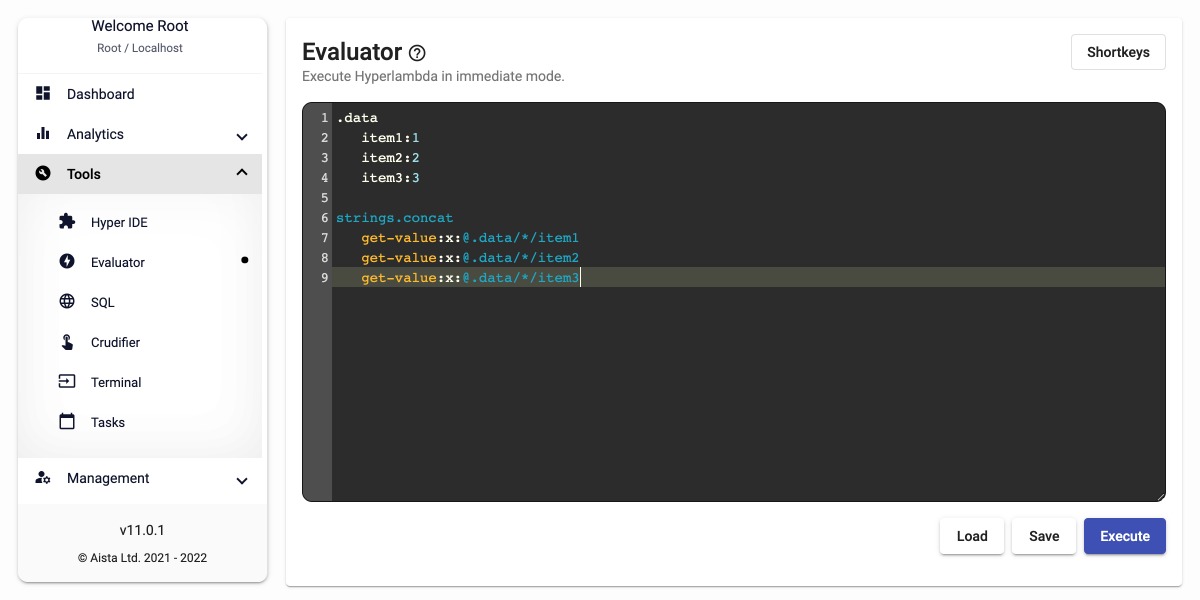 Welcome Root
Root / Localhost
Dashboard
Analytics
Tools
Hyper IDE
Evaluator
SQL
Crudifier
Terminal
Tasks
Management
v11.0.1
© Aista Ltd. 2021 - 2022
Evaluator ?
Execute Hyperlambda in immediate mode.
Shortkeys
1 .data
2 item1:1
3 item2:2
4 item3:3
5
6 strings.concat
7 get-value:x:@.data/*/item1
8 get-value:x:@.data/*/item2
9 get-value:x:@.data/*/item3
Load
Save
Execute